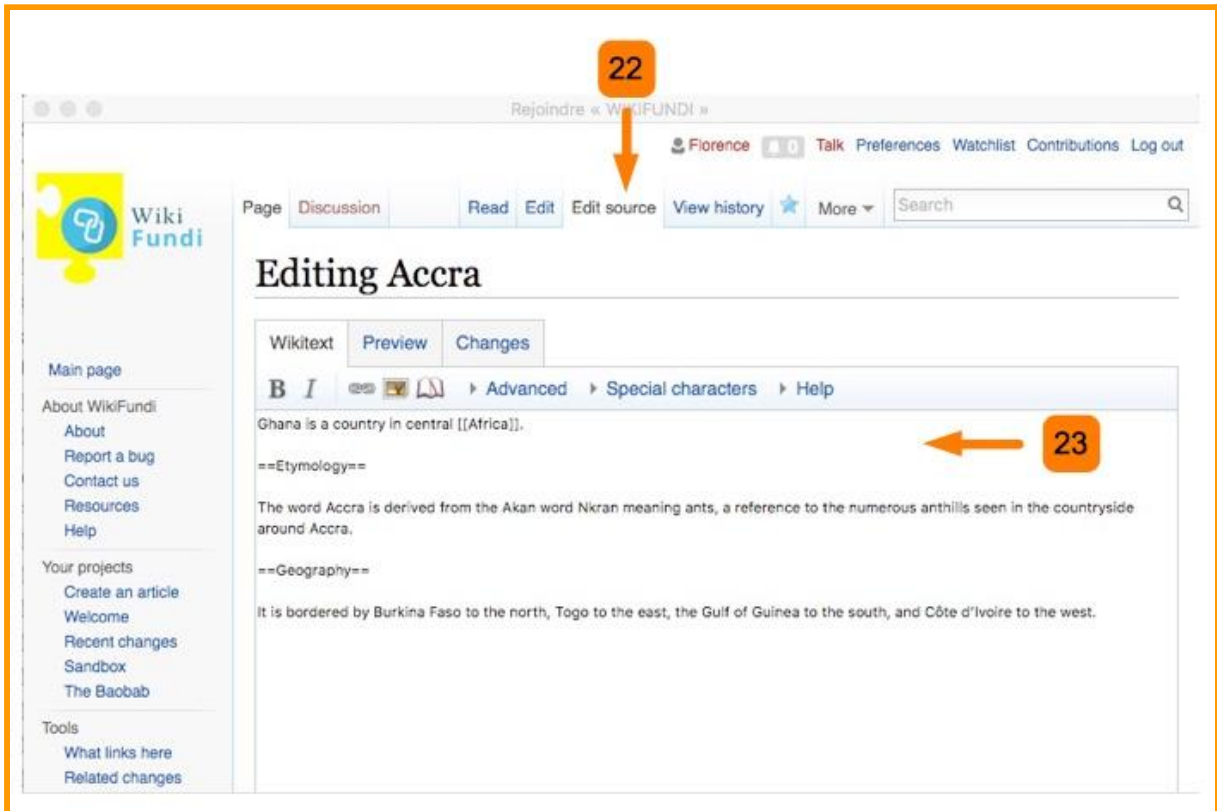 22
Rejoindre « WIKIFUNDI »
Florence 0 Talk Preferences Watchlist Contributions Log out
Wiki
Fundi
Page Discussion Read Edit Edit source View history More Search
Editing Accra
Wikitext Preview Changes
B I Advanced Special characters Help
Ghana is a country in central [[Africa]].
23
==Etymology==
The word Accra is derived from the Akan word Nkran meaning ants, a reference to the numerous anthills seen in the countryside
around Accra.
==Geography==
It is bordered by Burkina Faso to the north, Togo to the east, the Gulf of Guinea to the south, and Côte d'Ivoire to the west.
Main page
About WikiFundi
About
Report a bug
Contact us
Resources
Help
Your projects
Create an article
Welcome
Recent changes
Sandbox
The Baobab
Tools
What links here
Related changes